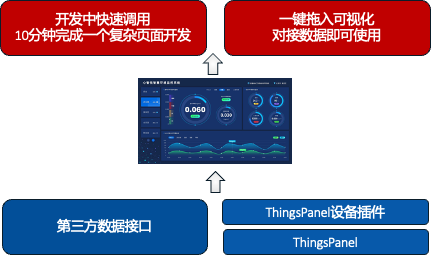 开发中快速调用
10分钟完成一个复杂页面开发
一键拖入可视化
对接数据即可使用
0.060
0.030
第三方数据接口
ThingsPanel设备插件
ThingsPanel